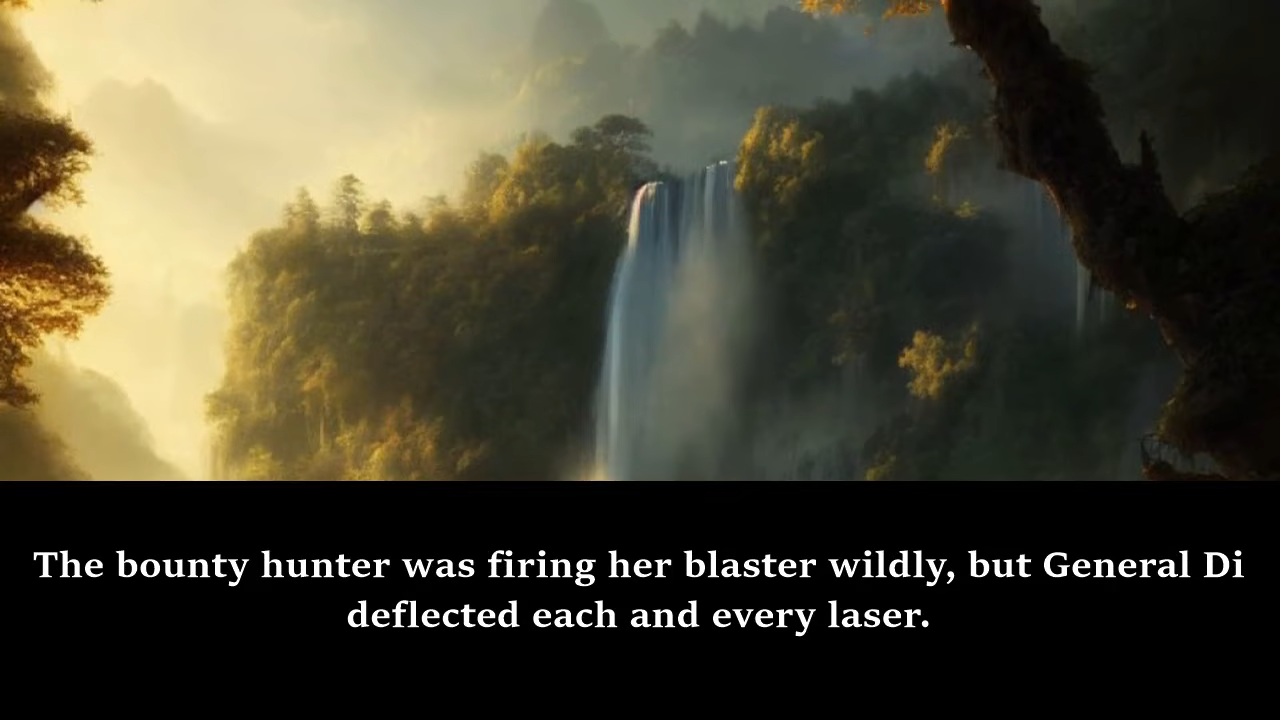 The bounty hunter was firing her blaster wildly, but General Di
deflected each and every laser.